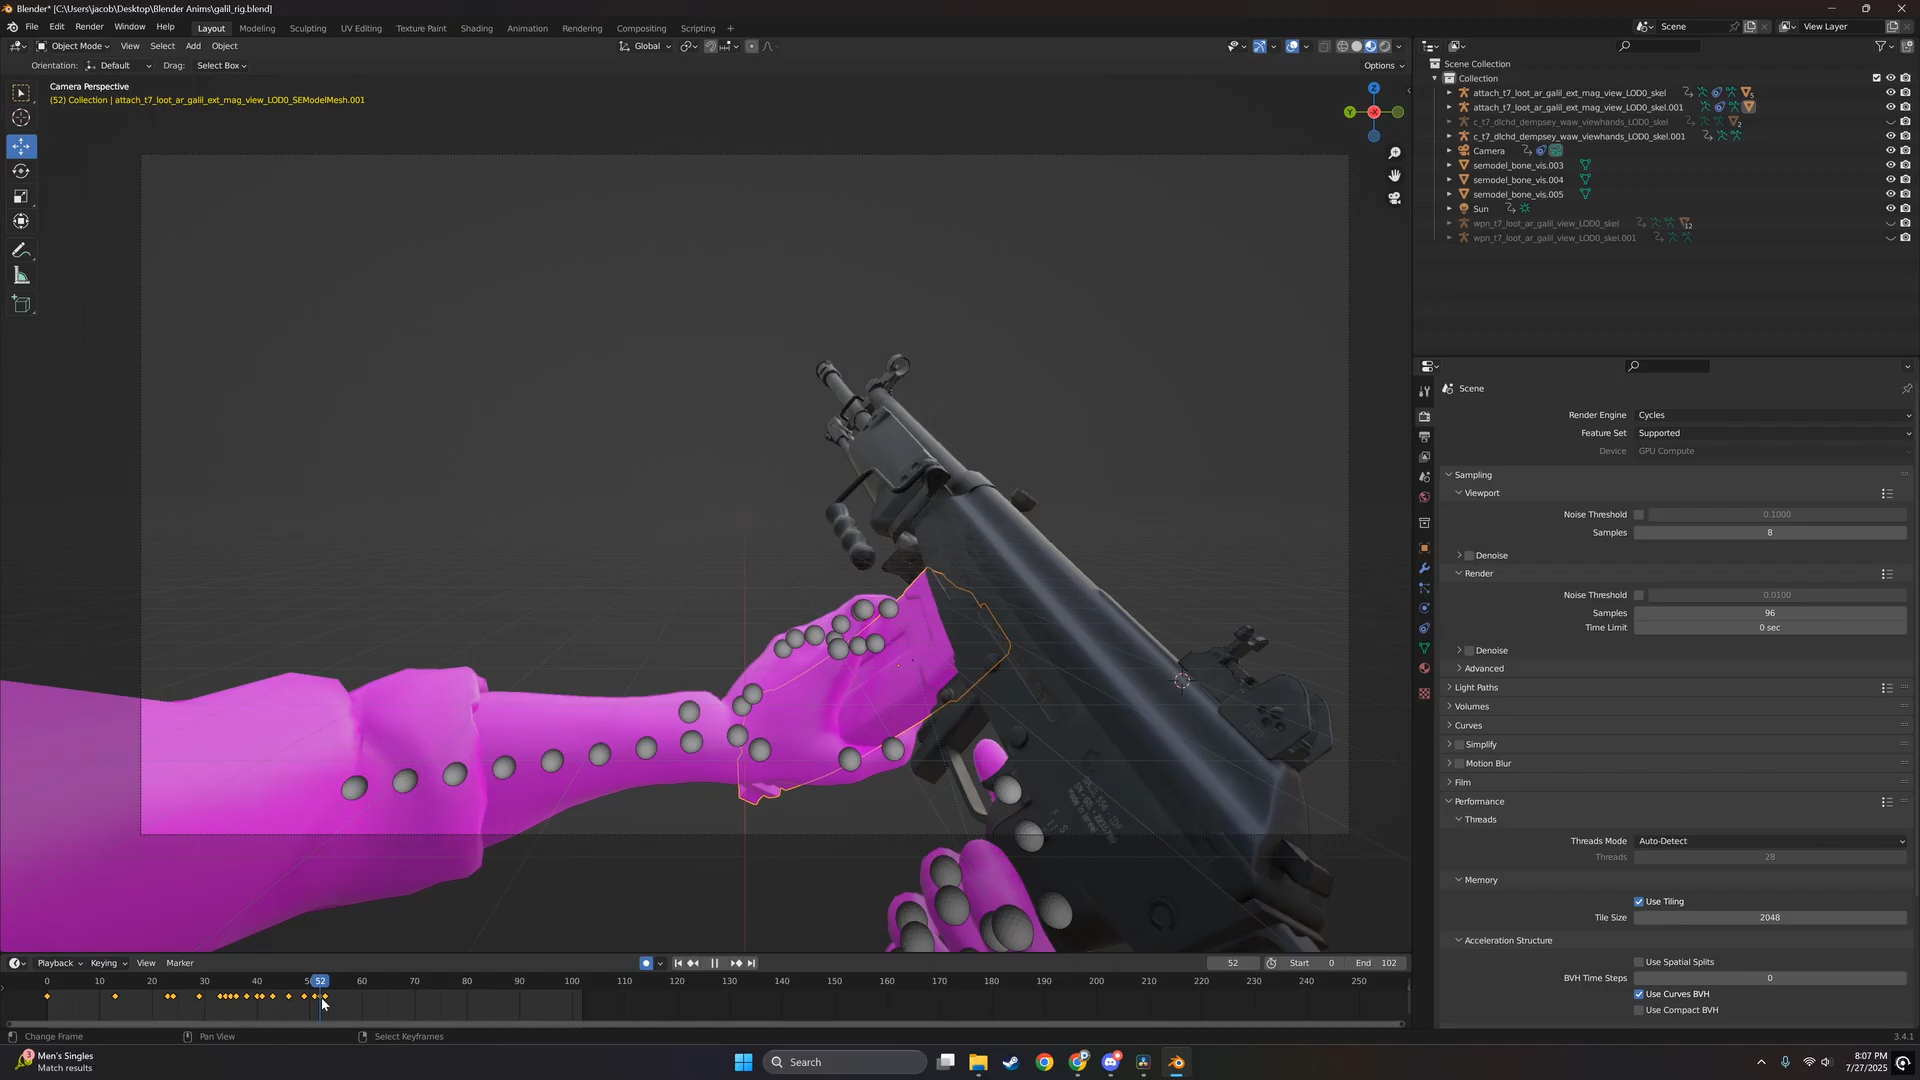 Blender* [C:\Users\jacob\Desktop\Blender Anims\galil_rig.blend]
File Edit Render Window Help Layout Modeling Sculpting UV Editing Texture Paint Shading Animation Rendering Compositing Scripting + Scene View Layer
Object Mode View Select Add Object Global
Orientation: Default Drag: Select Box Options
Camera Perspective
(52) Collection | attach_t7_loot_ar_galil_ext_mag_view_LOD0_SEModelMesh.001
Z
Y
X
Scene Collection
Collection
attach_t7_loot_ar_galil_ext_mag_view_LOD0_skel 5
attach_t7_loot_ar_galil_ext_mag_view_LOD0_skel.001
c_t7_dlchd_dempsey_waw_viewhands_LOD0_skel 2
c_t7_dlchd_dempsey_waw_viewhands_LOD0_skel.001
Camera
semodel_bone_vis.003
semodel_bone_vis.004
semodel_bone_vis.005
Sun
wpn_t7_loot_ar_galil_view_LOD0_skel 12
wpn_t7_loot_ar_galil_view_LOD0_skel.001
Scene
Render Engine Cycles
Feature Set Supported
Device GPU Compute
Sampling
Viewport
Noise Threshold 0.1000
Samples 8
Denoise
Render
Noise Threshold 0.0100
Samples 96
Time Limit 0 sec
Denoise
Advanced
Light Paths
Volumes
Curves
Simplify
Motion Blur
Film
Performance
Threads
Threads Mode Auto-Detect
Threads 28
Memory
Use Tiling
Tile Size 2048
Acceleration Structure
Use Spatial Splits
BVH Time Steps 0
Use Curves BVH
Use Compact BVH
Playback Keying View Marker 52 Start 0 End 102
0 10 20 30 40 50 52 60 70 80 90 100 110 120 130 140 150 160 170 180 190 200 210 220 230 240 250
Change Frame Pan View Select Keyframes 3.4.1
3 Men's Singles
Match results
Search
8:07 PM
7/27/2025